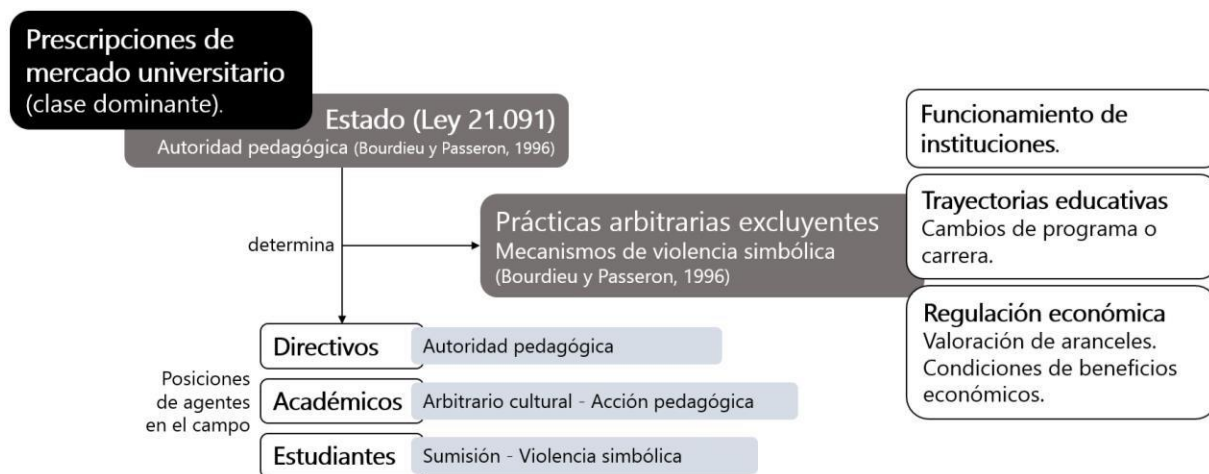 Prescripciones de
mercado universitario
(clase dominante).
Estado (Ley 21.091)
Autoridad pedagógica (Bourdieu y Passeron, 1996)
determina
Prácticas arbitrarias excluyentes
Mecanismos de violencia simbólica
(Bourdieu y Passeron, 1996)
Funcionamiento de
instituciones.
Trayectorias educativas
Cambios de programa o
carrera.
Regulación económica
Valoración de aranceles.
Condiciones de beneficios
económicos.
Posiciones
de agentes
en el campo
Directivos
Autoridad pedagógica
Académicos
Arbitrario cultural - Acción pedagógica
Estudiantes
Sumisión - Violencia simbólica